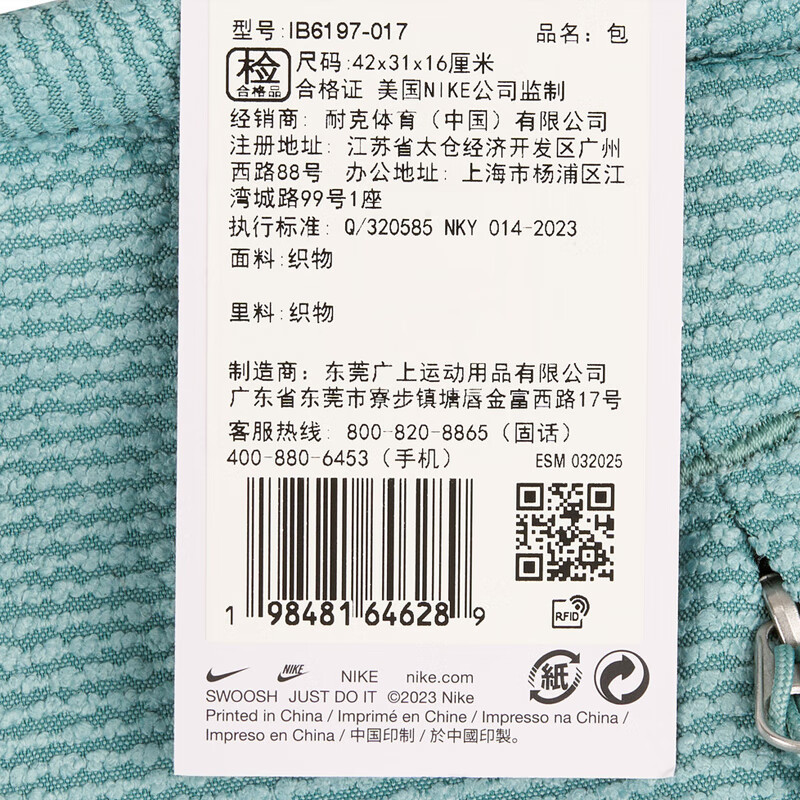 型号:IB6197-017 品名：包
检 合格品 尺码:42x31x16厘米
合格证 美国NIKE公司监制
经销商：耐克体育（中国）有限公司
注册地址：江苏省太仓经济开发区广州
西路88号 办公地址：上海市杨浦区江
湾城路99号1座
执行标准：Q/320585 NKY 014-2023
面料:织物
里料:织物
制造商：东莞广上运动用品有限公司
广东省东莞市寮步镇塘唇金富西路17号
客服热线：800-820-8865（固话）
400-880-6453（手机） ESM 032025
1 98481 64628 9
RFID
NIKE NIKE nike.com 紙
SWOOSH JUST DO IT ©2023 Nike
Printed in China / Imprimé en Chine / Impresso na China /
Impreso en China / 中国印制 / 於中國印製。